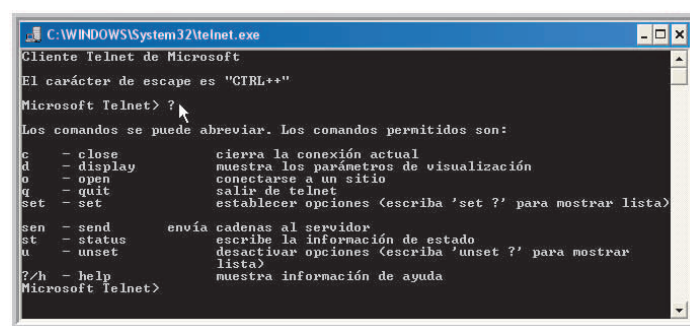 C:\WINDOWS\System32\telnet.exe
Cliente Telnet de Microsoft
El carácter de escape es "CTRL++"
Microsoft Telnet> ?
Los comandos se puede abreviar. Los comandos permitidos son:
c - close cierra la conexión actual
d - display muestra los parámetros de visualización
o - open conectarse a un sitio
q - quit salir de telnet
set - set establecer opciones (escriba 'set ?' para mostrar lista)
sen - send envía cadenas al servidor
st - status escribe la información de estado
u - unset desactivar opciones (escriba 'unset ?' para mostrar
lista)
?/h - help muestra información de ayuda
Microsoft Telnet>